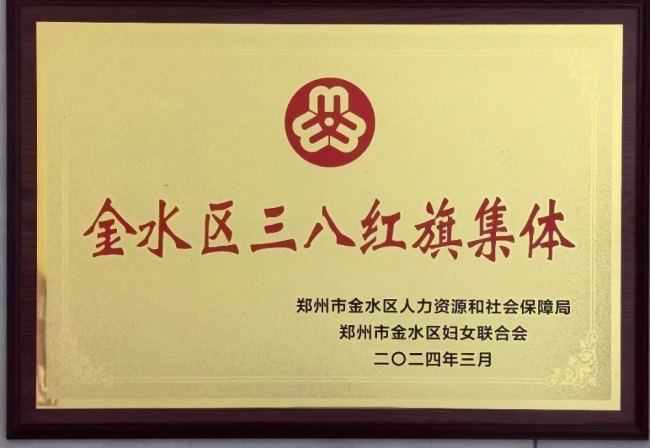 金水区三八红旗集体
郑州市金水区人力资源和社会保障局
郑州市金水区妇女联合会
二〇二四年三月